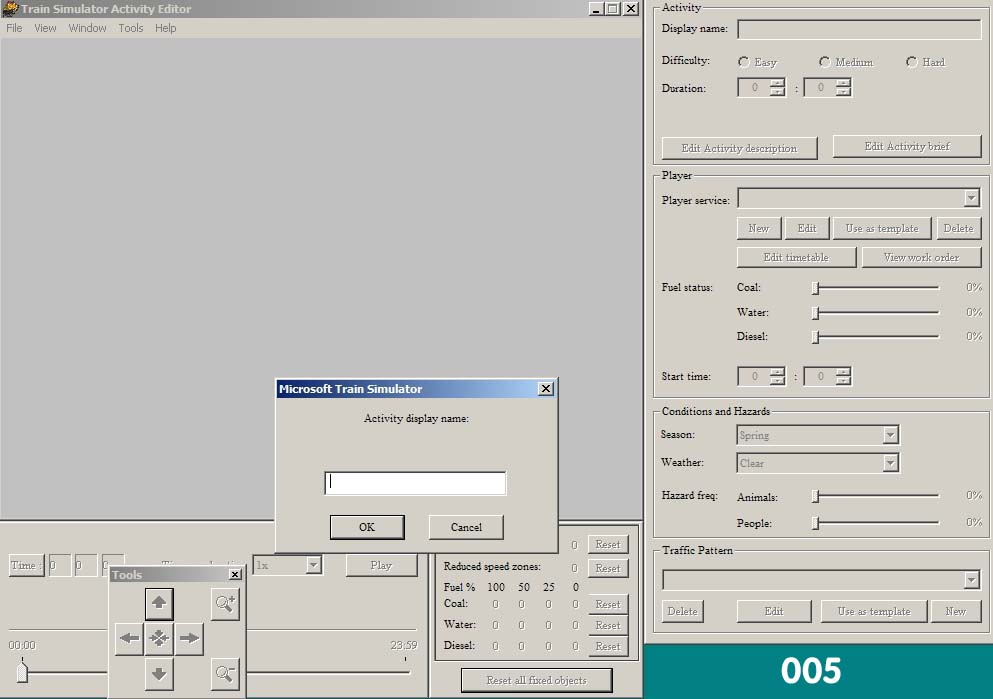 Train Simulator Activity Editor
File View Window Tools Help
Microsoft Train Simulator
Activity display name:
OK Cancel
Time : 0 0 0
1x Play
00:00 23:59
Tools
0 Reset
Reduced speed zones: 0 Reset
Fuel % 100 50 25 0
Coal: 0 0 0 0 Reset
Water: 0 0 0 0 Reset
Diesel: 0 0 0 0 Reset
Reset all fixed objects
Activity
Display name:
Difficulty: Easy Medium Hard
Duration: 0 : 0
Edit Activity description Edit Activity brief
Player
Player service:
New Edit Use as template Delete
Edit timetable View work order
Fuel status: Coal: 0%
Water: 0%
Diesel: 0%
Start time: 0 : 0
Conditions and Hazards
Season: Spring
Weather: Clear
Hazard freq: Animals: 0%
People: 0%
Traffic Pattern
Delete Edit Use as template New
005